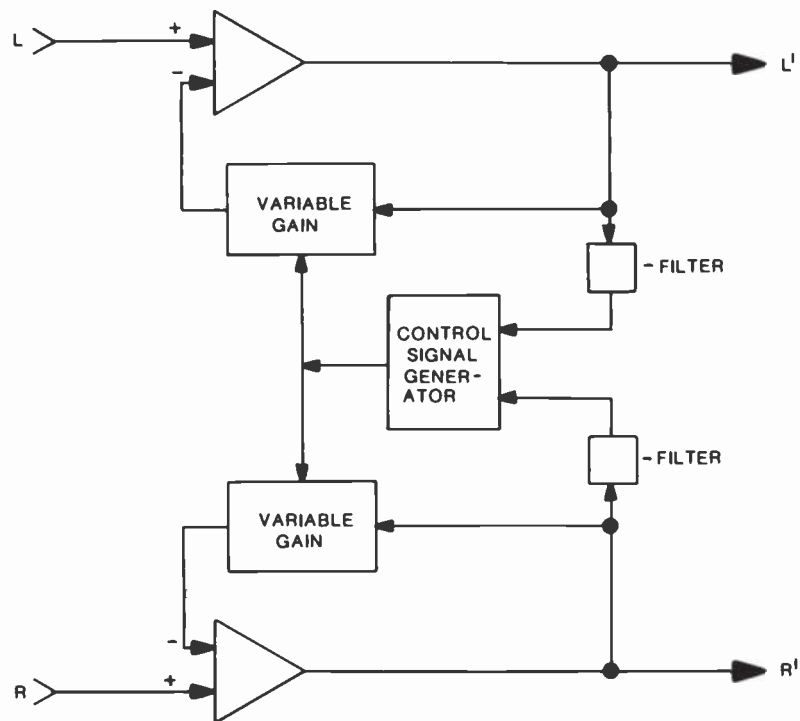 L
+
-
L'
VARIABLE
GAIN
- FILTER
CONTROL
SIGNAL
GENER-
ATOR
- FILTER
VARIABLE
GAIN
-
+
R
R'